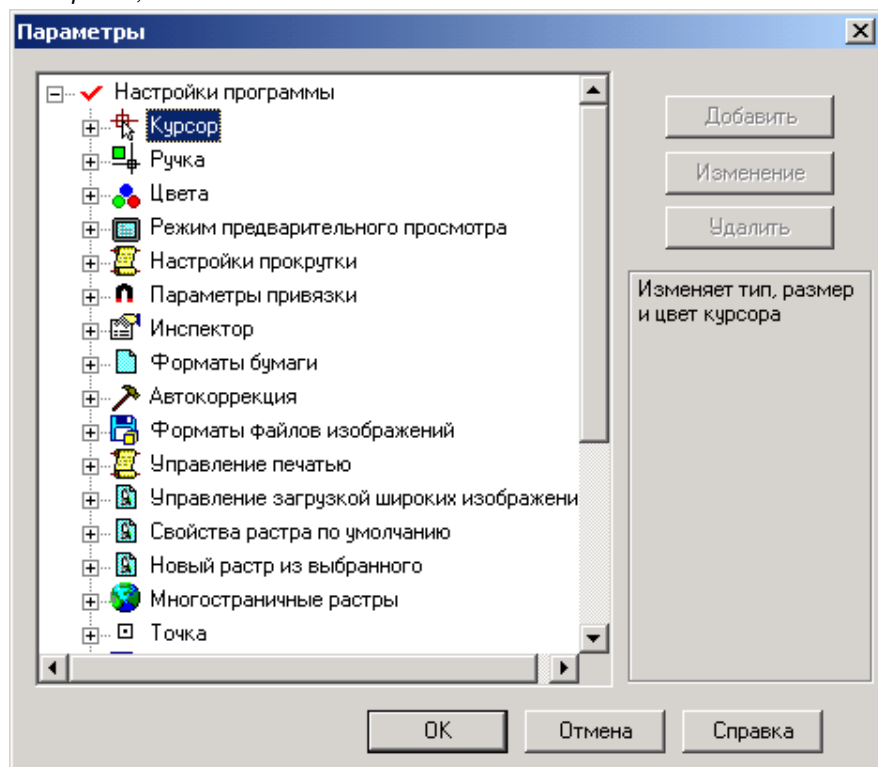 Параметры
Настройки программы
Курсор
Ручка
Цвета
Режим предварительного просмотра
Настройки прокрутки
Параметры привязки
Инспектор
Форматы бумаги
Автокоррекция
Форматы файлов изображений
Управление печатью
Управление загрузкой широких изображени
Свойства растра по умолчанию
Новый растр из выбранного
Многостраничные растры
Точка
Добавить
Изменение
Удалить
Изменяет тип, размер
и цвет курсора
OK
Отмена
Справка